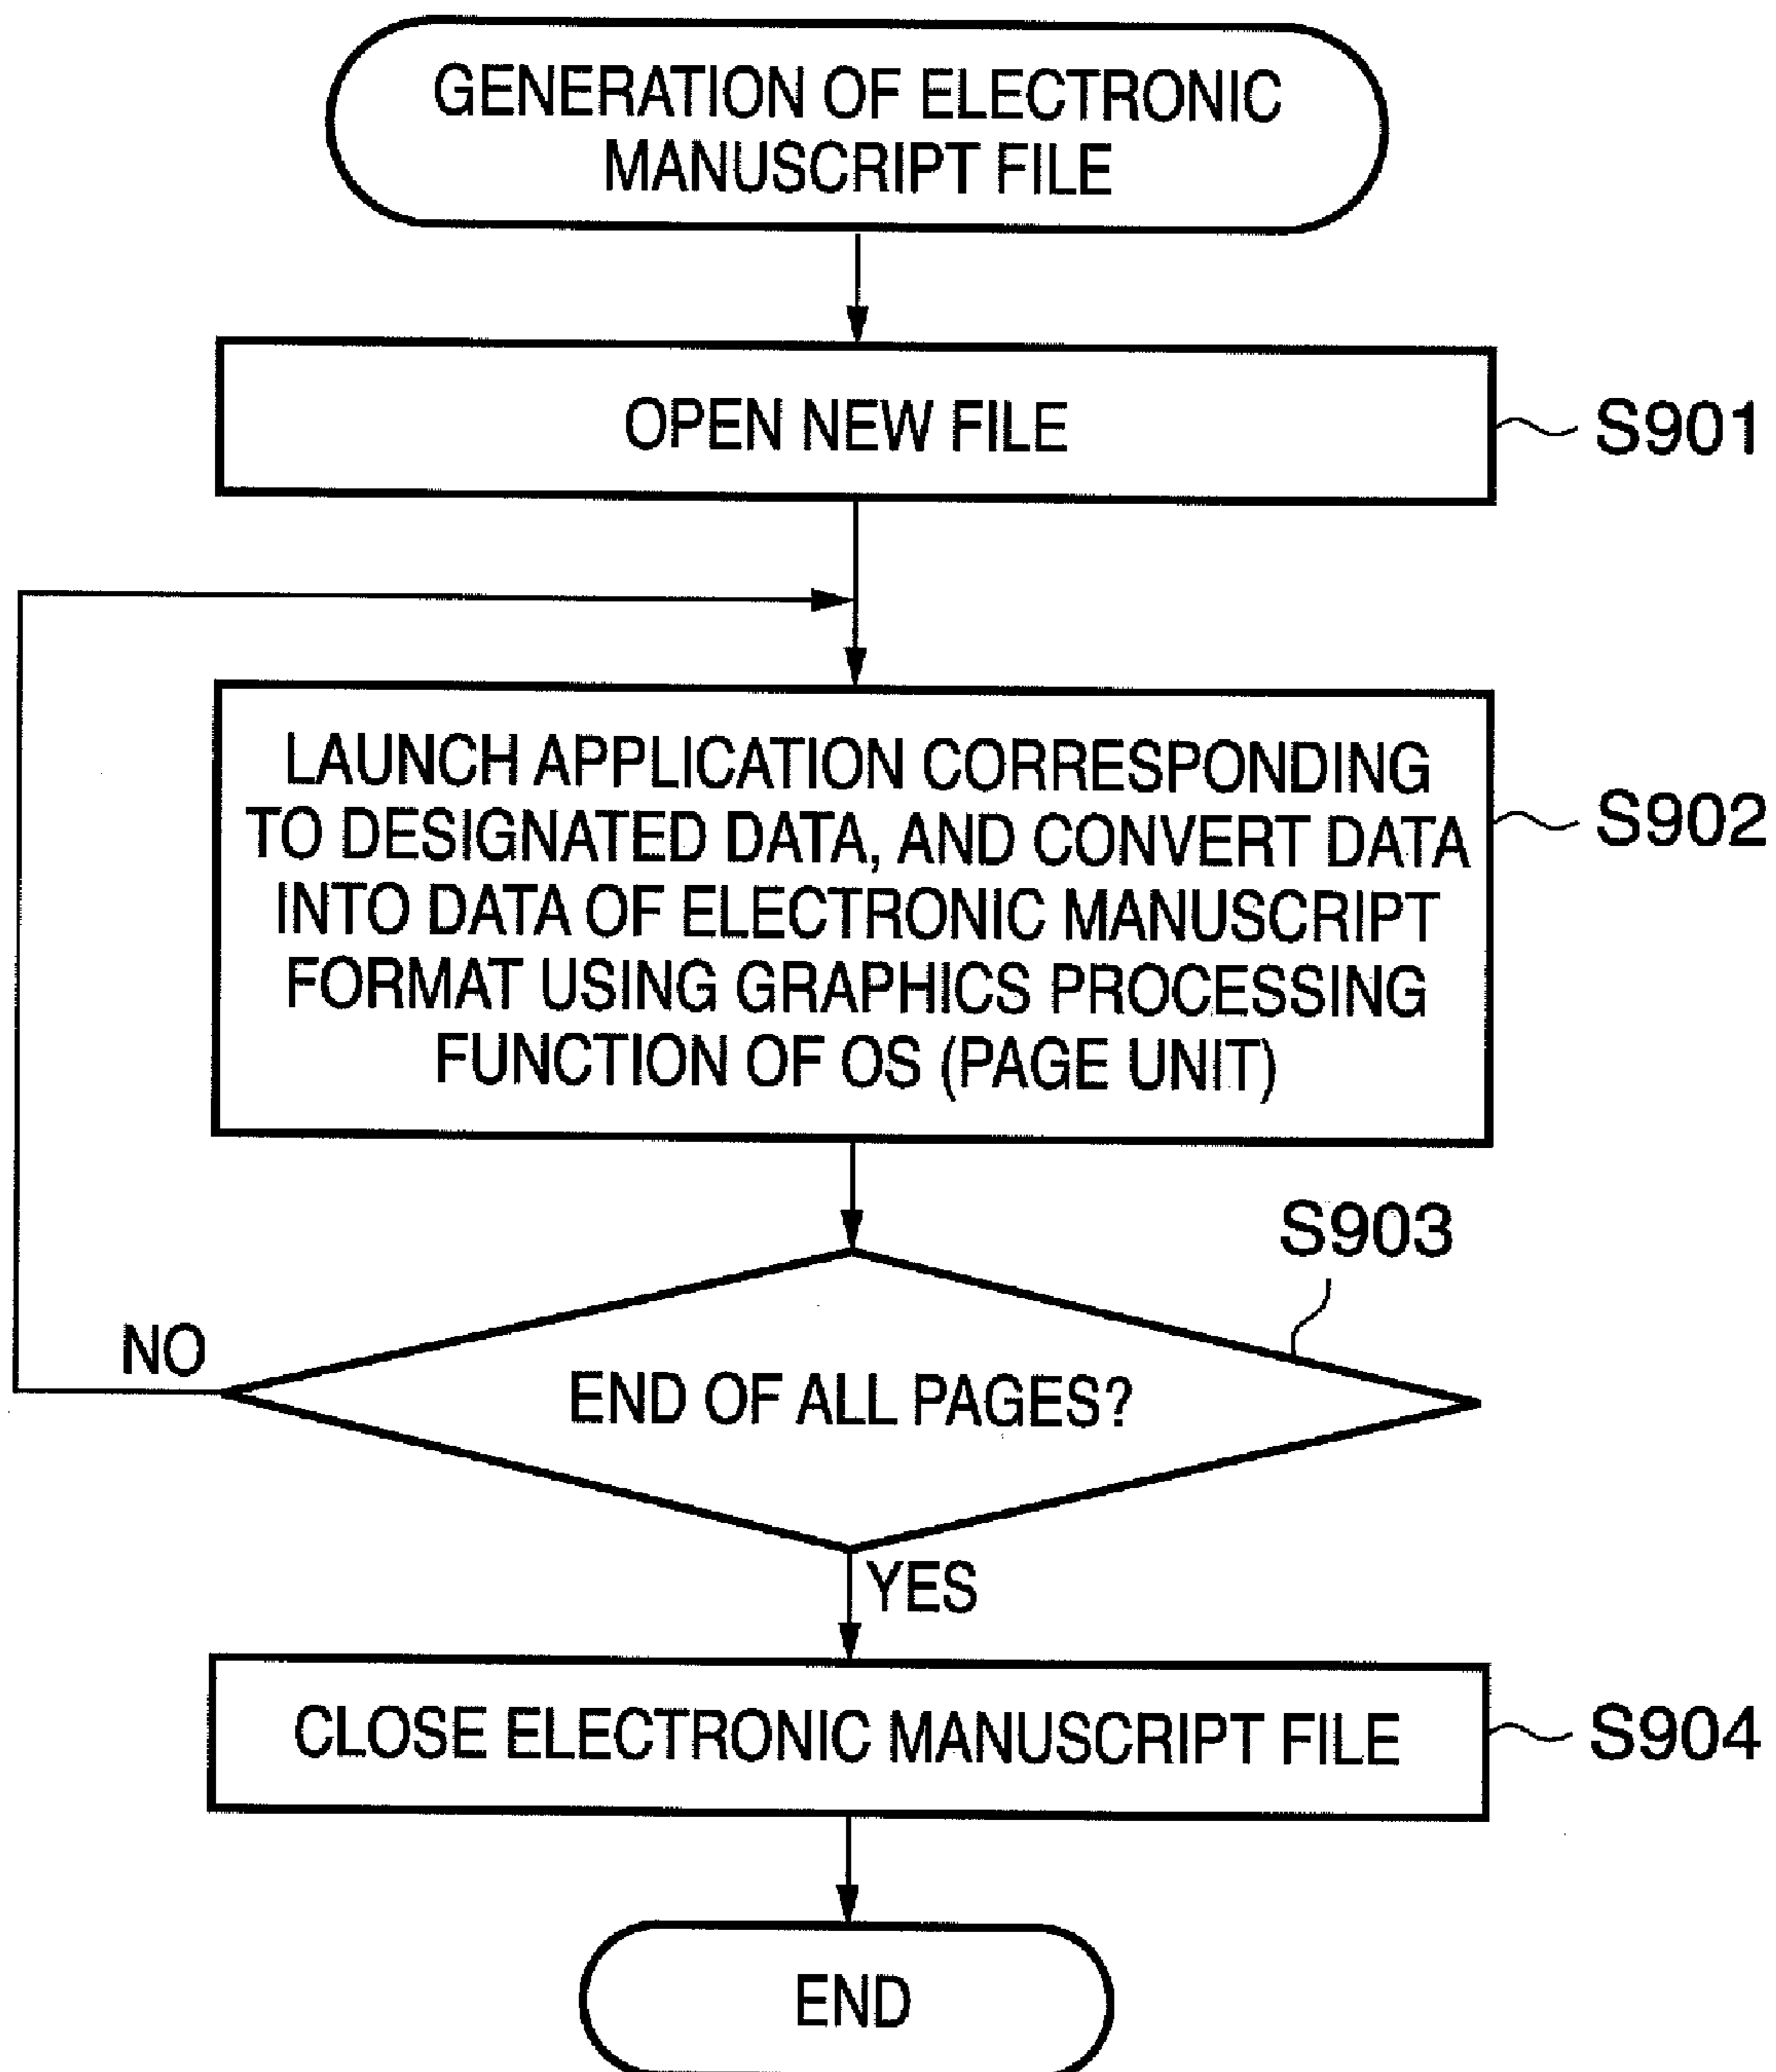 GENERATION OF ELECTRONIC
MANUSCRIPT FILE
OPEN NEW FILE
S901
LAUNCH APPLICATION CORRESPONDING
TO DESIGNATED DATA, AND CONVERT DATA
INTO DATA OF ELECTRONIC MANUSCRIPT
FORMAT USING GRAPHICS PROCESSING
FUNCTION OF OS (PAGE UNIT)
S902
S903
NO
END OF ALL PAGES?
YES
CLOSE ELECTRONIC MANUSCRIPT FILE
S904
END